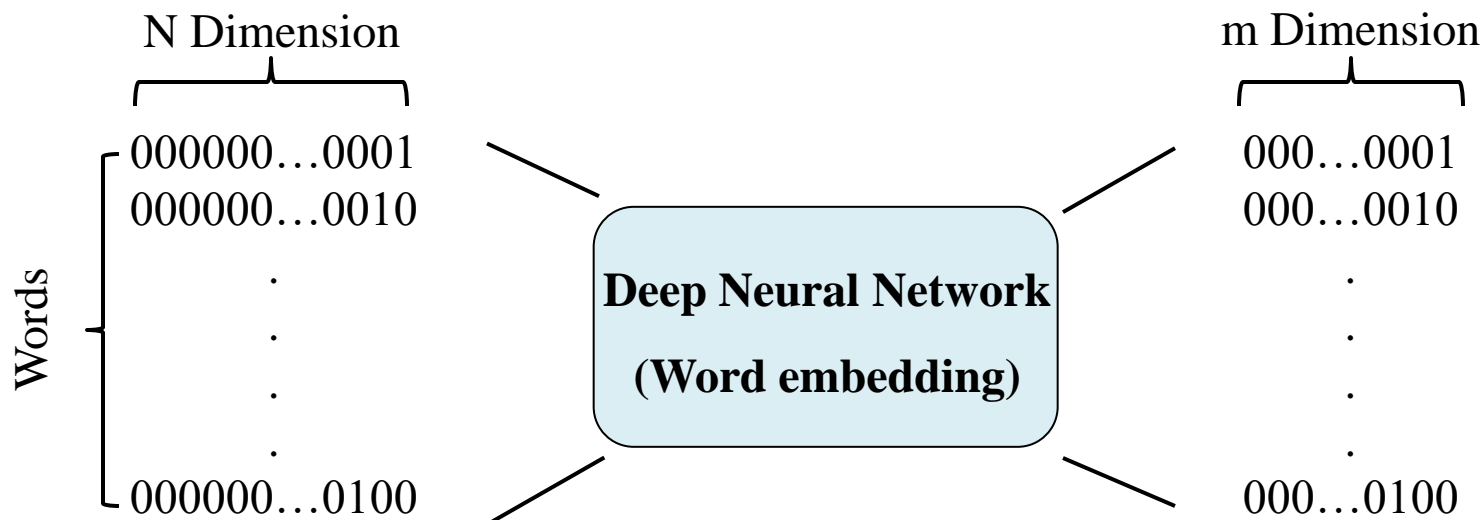 N Dimension
m Dimension
000000…0001
000000…0010
.
.
.
.
000000…0100
Words
Deep Neural Network
(Word embedding)
000…0001
000…0010
.
.
.
.
000…0100